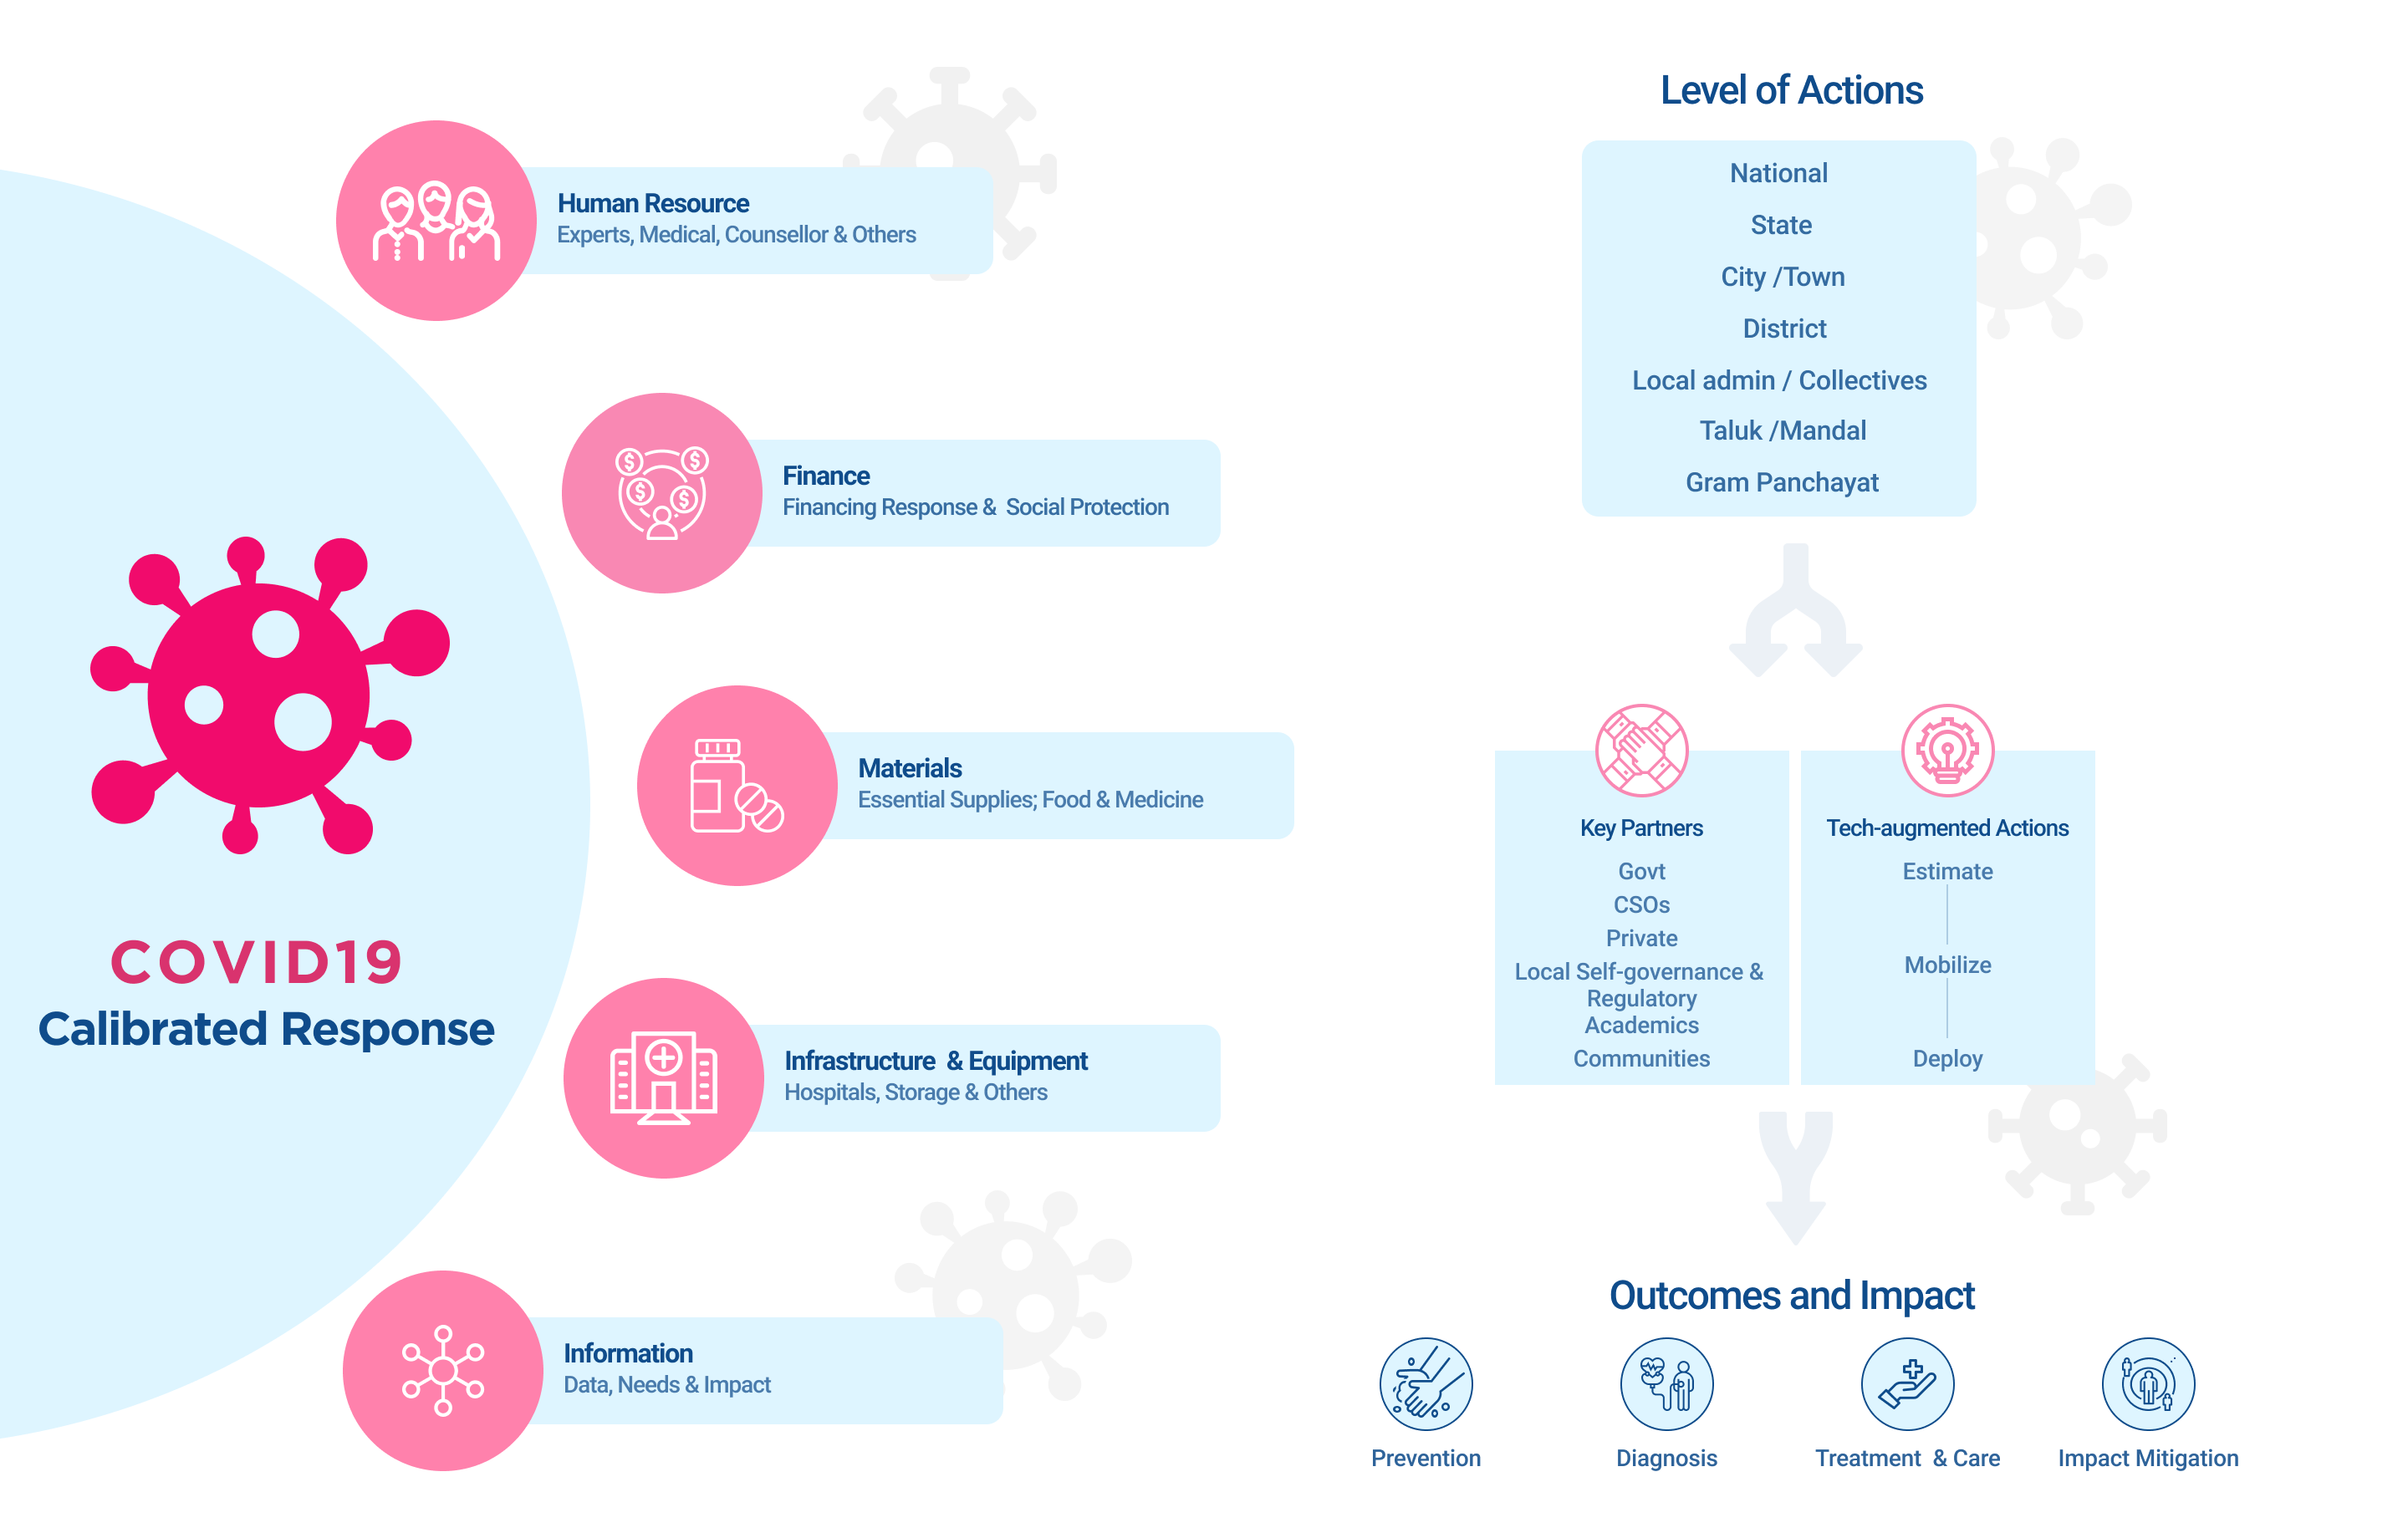 COVID19
Calibrated Response
Human Resource
Experts, Medical, Counsellor & Others
Finance
Financing Response & Social Protection
Materials
Essential Supplies; Food & Medicine
Infrastructure & Equipment
Hospitals, Storage & Others
Information
Data, Needs & Impact
Level of Actions
National
State
City /Town
District
Local admin / Collectives
Taluk /Mandal
Gram Panchayat
Key Partners
Govt
CSOs
Private
Local Self-governance &
Regulatory
Academics
Communities
Tech-augmented Actions
Estimate
Mobilize
Deploy
Outcomes and Impact
Prevention
Diagnosis
Treatment & Care
Impact Mitigation